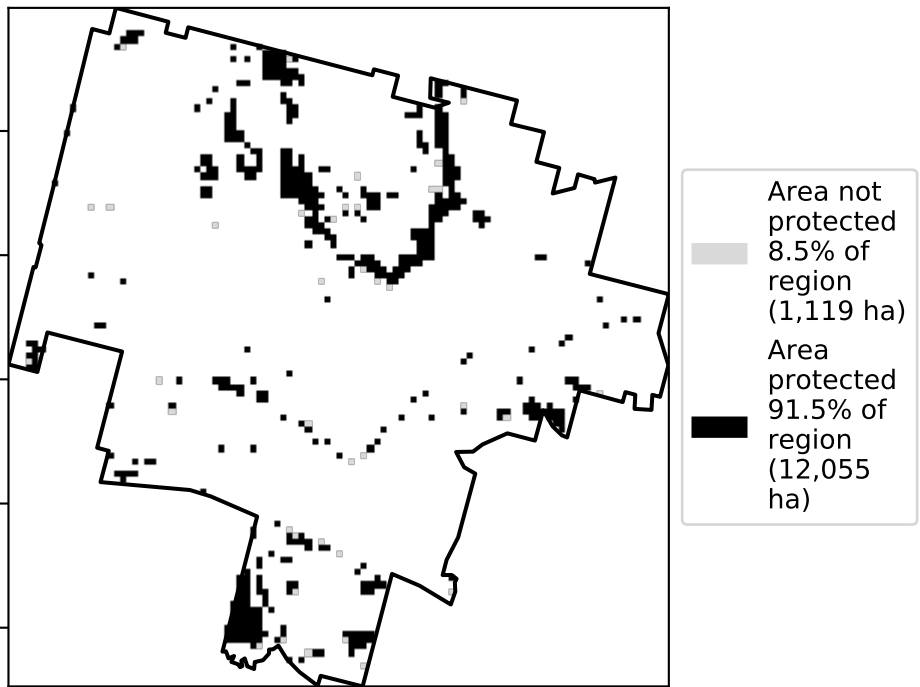 Area not
protected
8.5% of
region
(1,119 ha)
Area
protected
91.5% of
region
(12,055
ha)